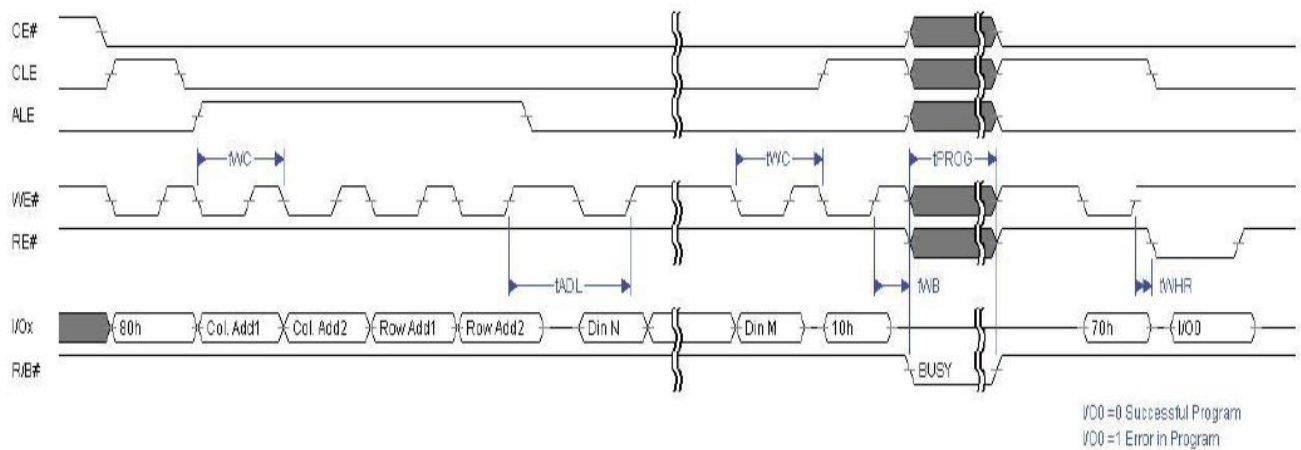 CE#
CLE
ALE
tWC
tWC
tPROG
WE#
RE#
tADL
tWB
tWHR
I/Ox
80h
Col. Add1
Col. Add2
Row Add1
Row Add2
Din N
Din M
10h
70h
I/O0
R/B#
BUSY
I/O0 =0 Successful Program
I/O0 =1 Error in Program